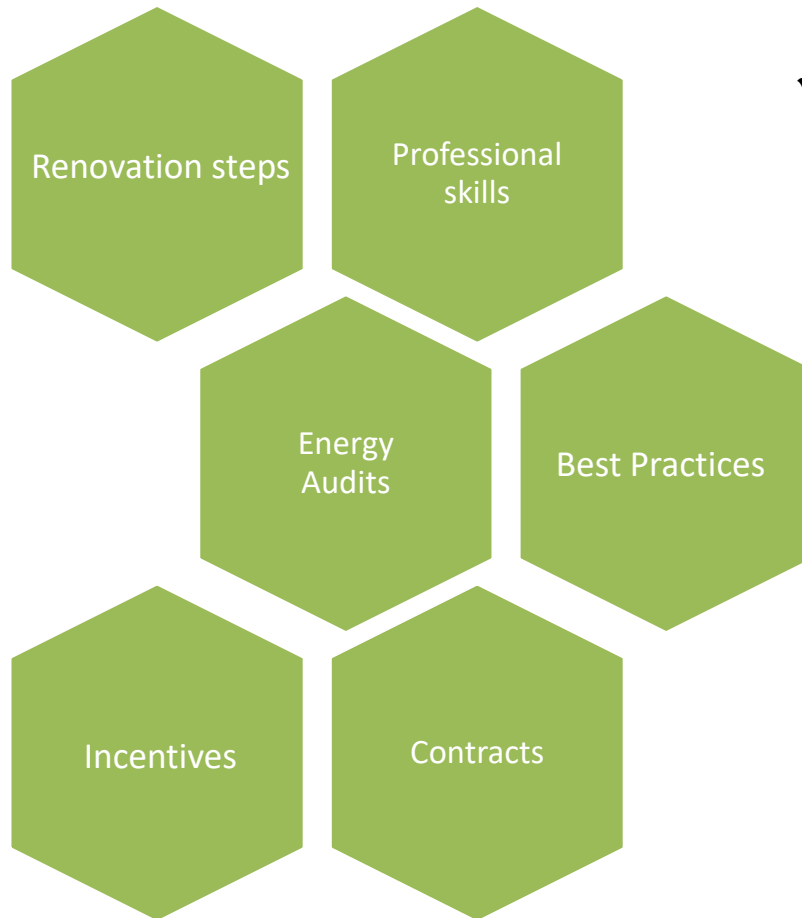 Renovation steps
Professional
skills
Energy
Audits
Best Practices
Incentives
Contracts